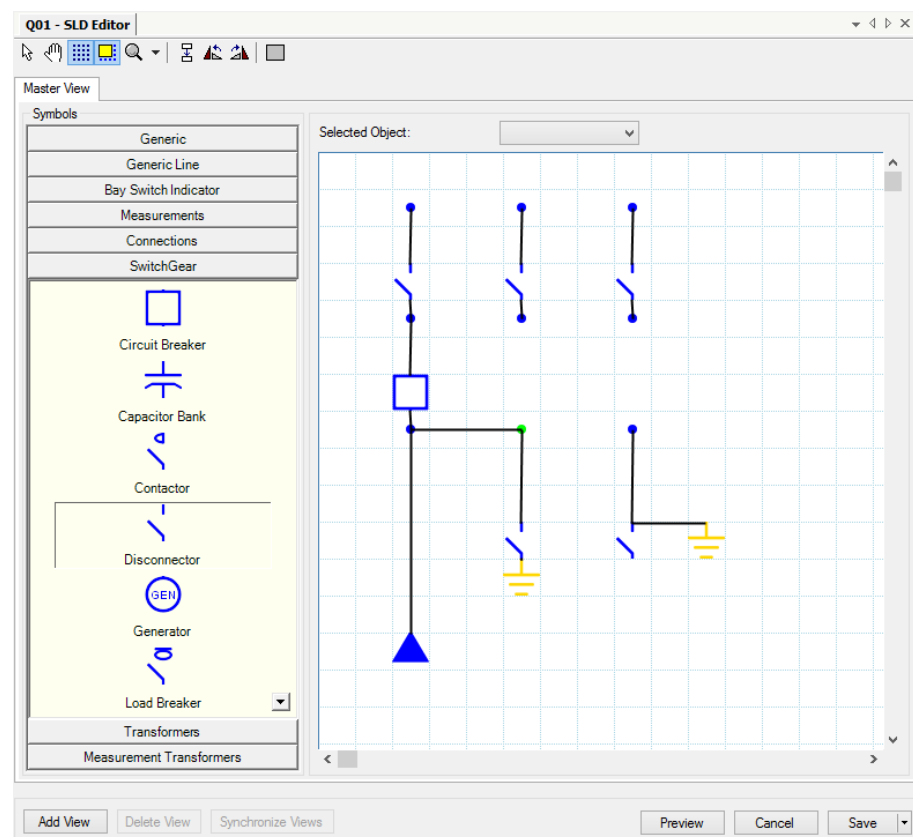 Q01 - SLD Editor
Master View
Symbols
Generic
Generic Line
Bay Switch Indicator
Measurements
Connections
SwitchGear
Circuit Breaker
Capacitor Bank
Contactor
Disconnector
GEN
Generator
Load Breaker
Transformers
Measurement Transformers
Selected Object:
Add View
Delete View
Synchronize Views
Preview
Cancel
Save